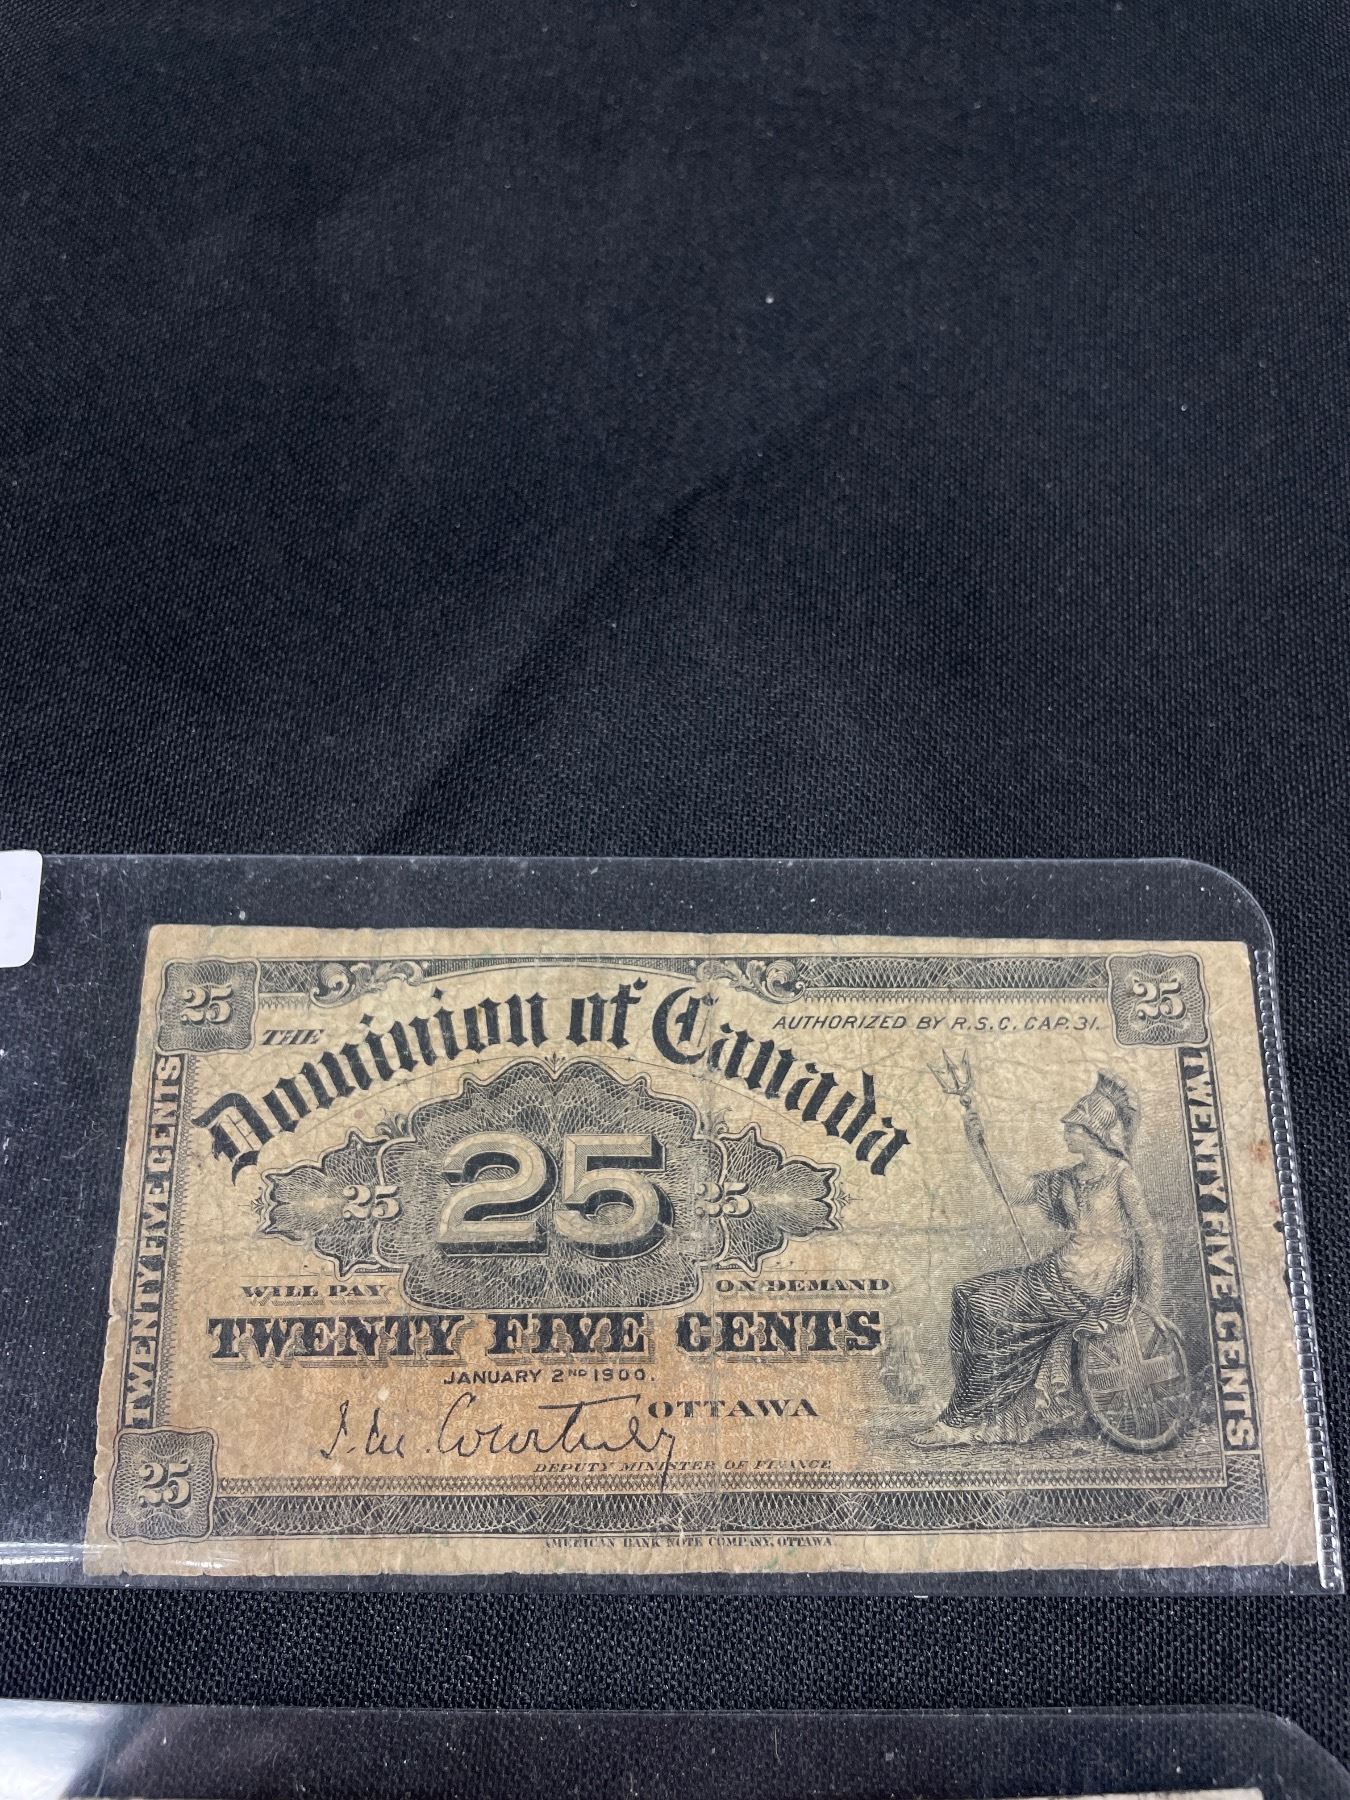 25
25
THE
Dominion of Canada
AUTHORIZED BY R.S.C. CAP. 31.
TWENTY FIVE CENTS
TWENTY FIVE CENTS
25
25
25
WILL PAY
ON DEMAND
TWENTY FIVE CENTS
JANUARY 2ND 1900.
J. M. Courtney
OTTAWA
DEPUTY MINISTER OF FINANCE
25
AMERICAN BANK NOTE COMPANY, OTTAWA.